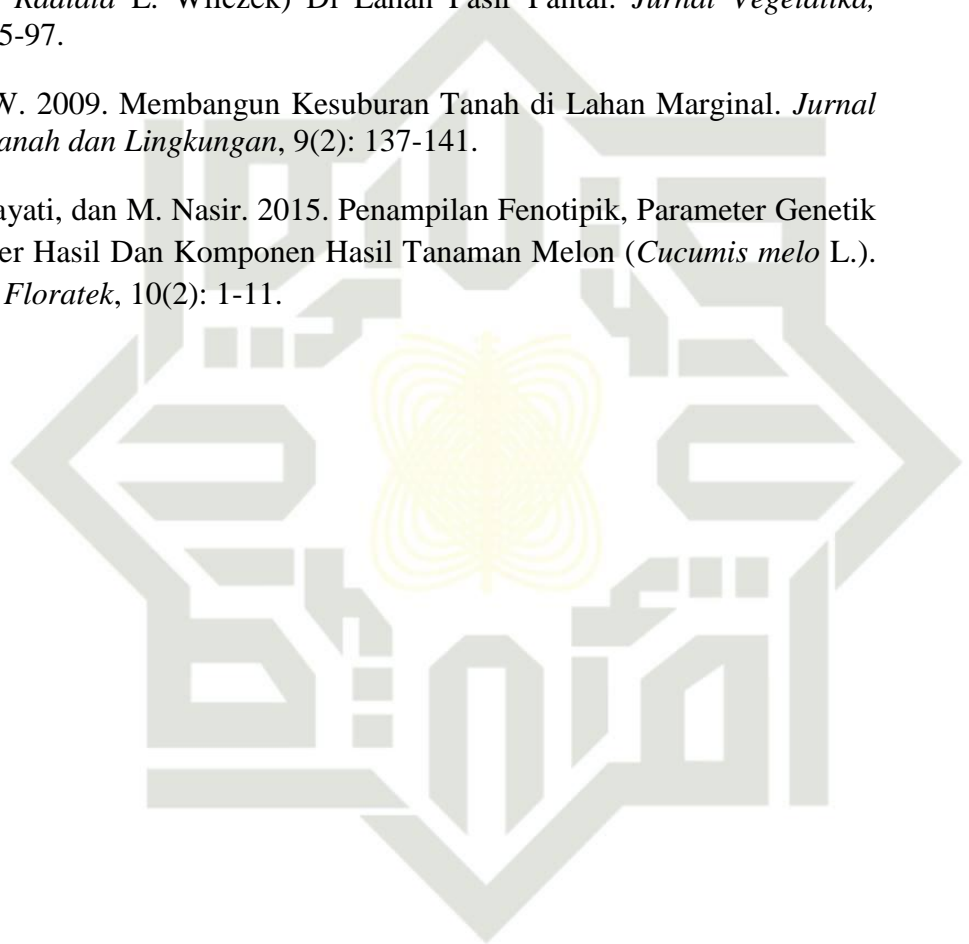 Radiata L. Wilczek) Di Lahan Pasir Pantai. Jurnal Vegetalika,
5-97.
W. 2009. Membangun Kesuburan Tanah di Lahan Marginal. Jurnal
anah dan Lingkungan, 9(2): 137-141.
ayati, dan M. Nasir. 2015. Penampilan Fenotipik, Parameter Genetik
er Hasil Dan Komponen Hasil Tanaman Melon (Cucumis melo L.).
Floratek, 10(2): 1-11.